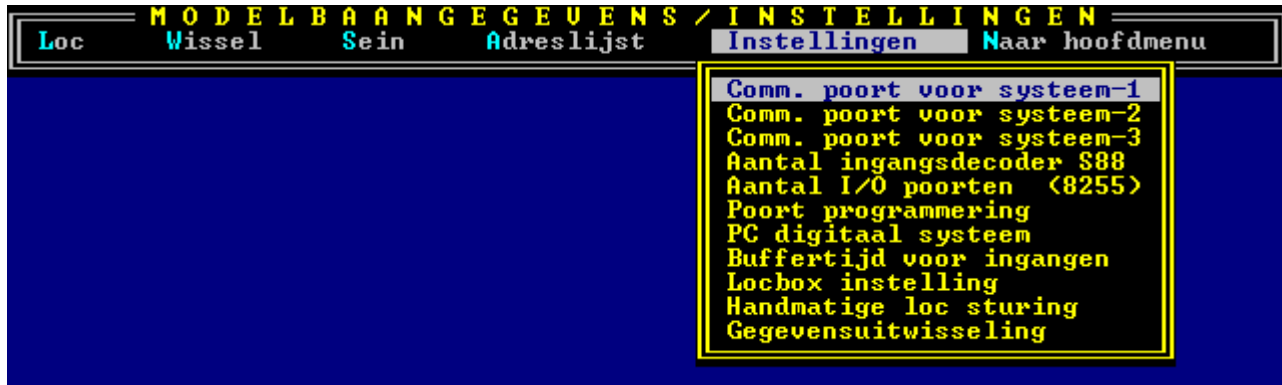 MODELBAANGEGEVENS/INSTELLINGEN
Loc Wissel Sein Adreslijst Instellingen Naar hoofdmenu
Comm. poort voor systeem-1
Comm. poort voor systeem-2
Comm. poort voor systeem-3
Aantal ingangsdecoder S88
Aantal I/O poorten (8255)
Poort programmering
PC digitaal systeem
Buffertijd voor ingangen
Locbox instelling
Handmatige loc sturing
Gegevensuitwisseling